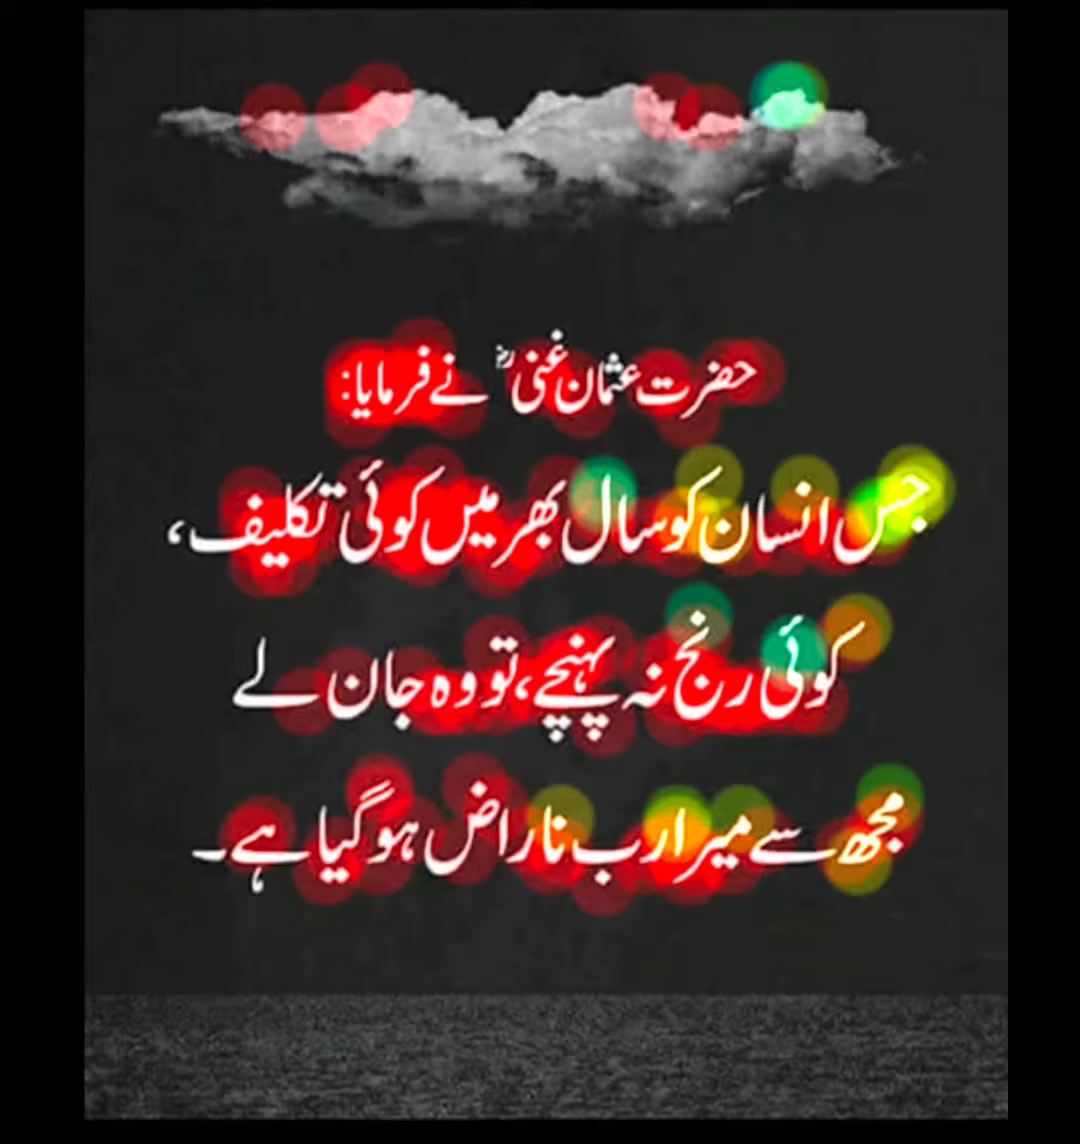 حضرت عثمان غنیؓ نے فرمایا:
جس انسان کو سال بھر میں کوئی تکلیف،
کوئی رنج نہ پہنچے، تو وہ جان لے
مجھ سے میرا رب ناراض ہو گیا ہے۔